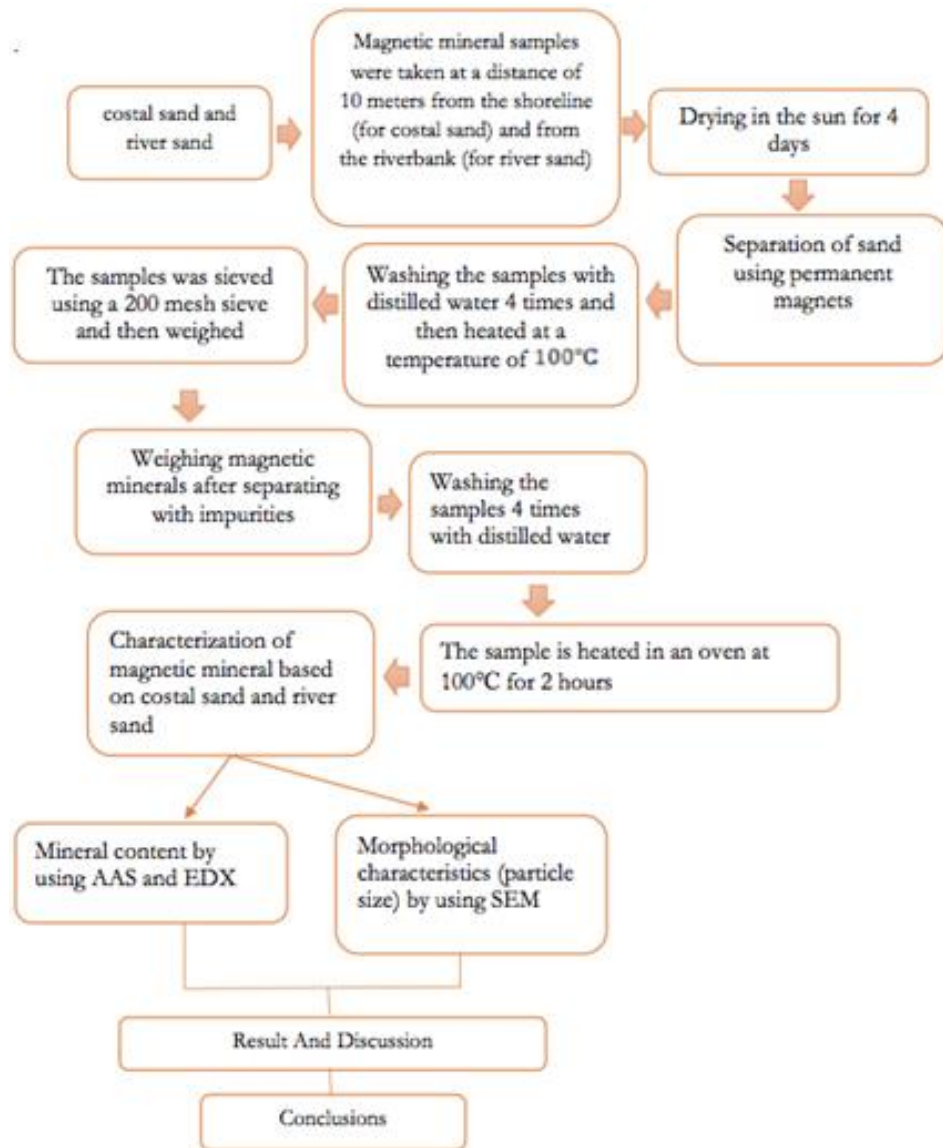 costal sand and
river sand
Magnetic mineral samples
were taken at a distance of
10 meters from the shoreline
(for costal sand) and from
the riverbank (for river sand)
Drying in the sun for 4
days
Separation of sand
using permanent
magnets
Washing the samples with
distilled water 4 times and
then heated at a
temperature of 100°C
The samples was sieved
using a 200 mesh sieve
and then weighed
Weighing magnetic
minerals after separating
with impurities
Washing the
samples 4 times
with distilled water
The sample is heated in an oven at
100°C for 2 hours
Characterization of
magnetic mineral based
on costal sand and river
sand
Mineral content by
using AAS and EDX
Morphological
characteristics (particle
size) by using SEM
Result And Discussion
Conclusions